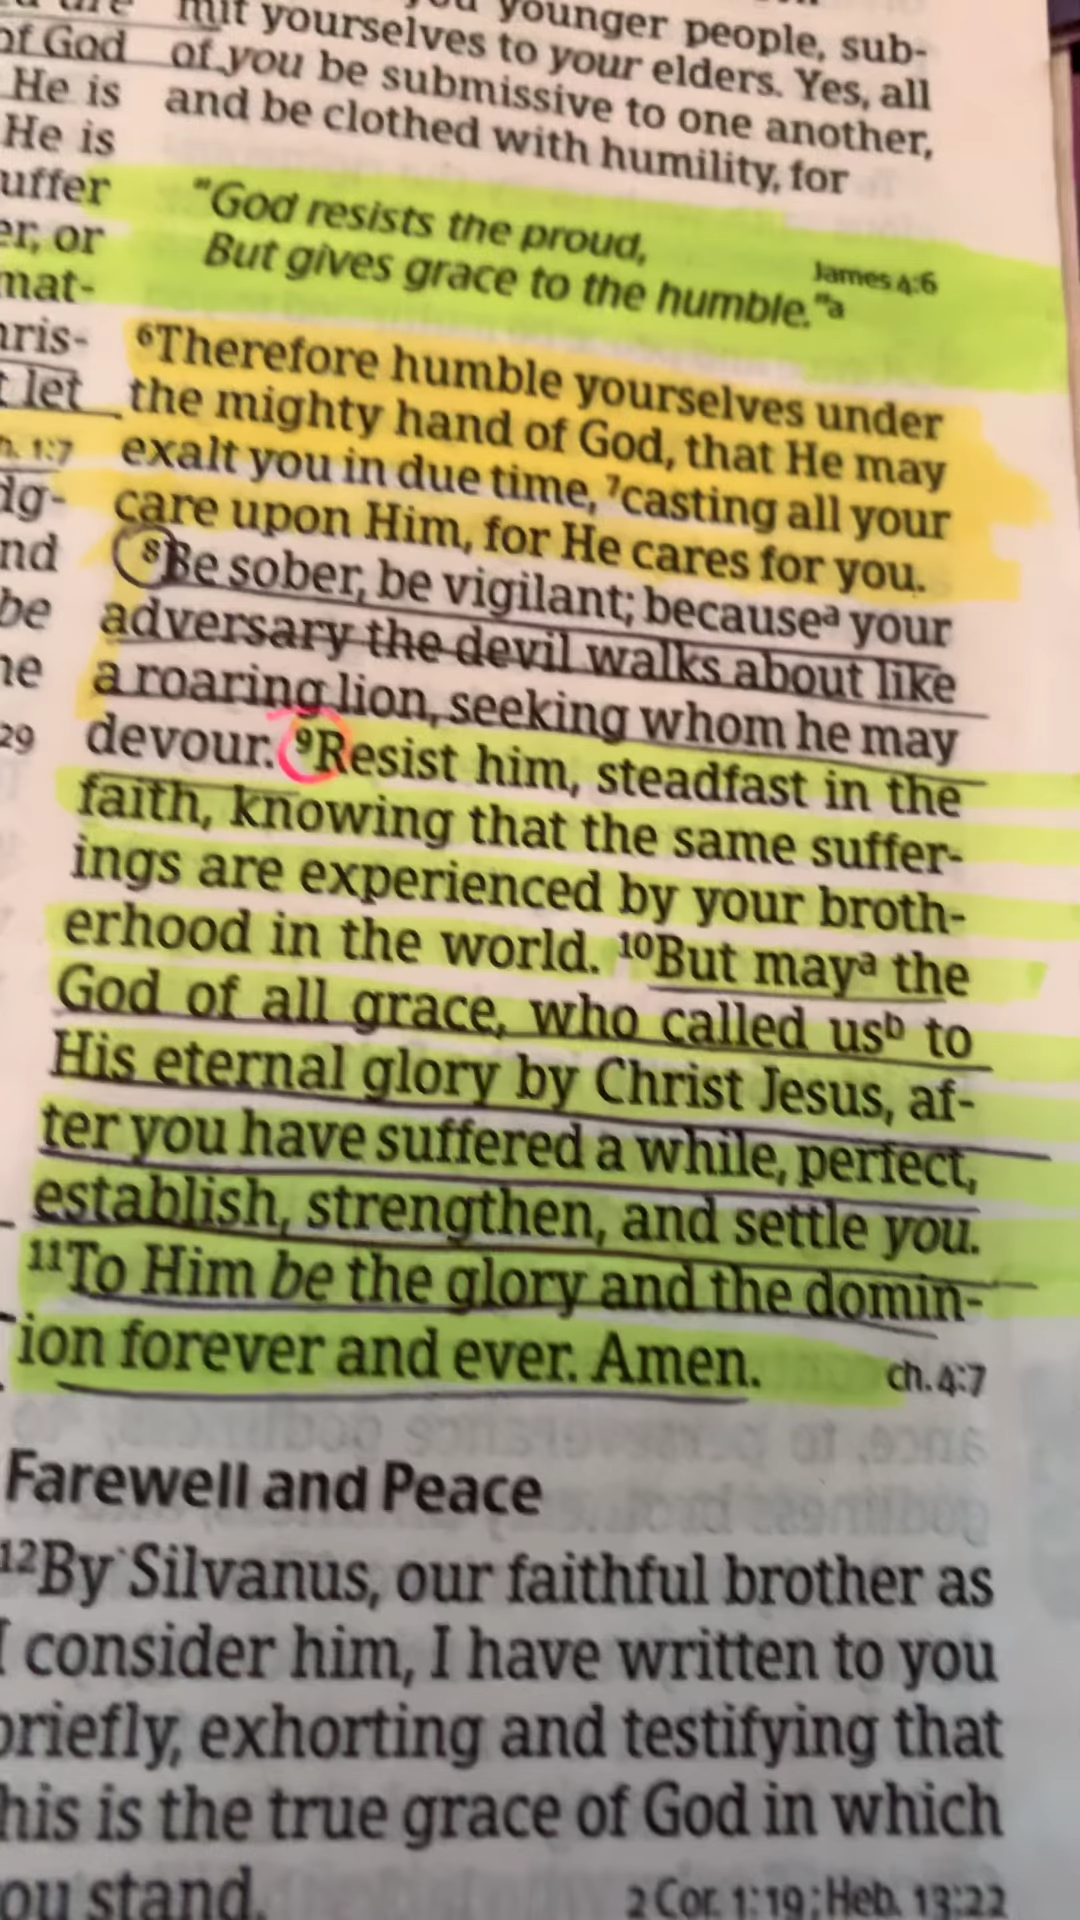 of God
He is
He is
uffer
er, or
mat-
ris-
t let
1:7
nd
be
29
mit yourselves to your elders. Yes, all
younger people, sub-
of you be submissive to one another,
and be clothed with humility, for
"God resists the proud,
But gives grace to the humble."a
James 4:6
6Therefore humble yourselves under
the mighty hand of God, that He may
exalt you in due time, 7casting all your
care upon Him, for He cares for you.
8Be sober, be vigilant; becausea your
adversary the devil walks about like
a roaring lion, seeking whom he may
devour. 9Resist him, steadfast in the
faith, knowing that the same suffer-
ings are experienced by your broth-
erhood in the world. 10But maya the
God of all grace, who called usb to
His eternal glory by Christ Jesus, af-
ter you have suffered a while, perfect,
establish, strengthen, and settle you.
11To Him be the glory and the domin-
ion forever and ever. Amen.
ch. 4:7
Farewell and Peace
12By Silvanus, our faithful brother as
I consider him, I have written to you
briefly, exhorting and testifying that
his is the true grace of God in which
ou stand.
2 Cor. 1:19; Heb. 13:22